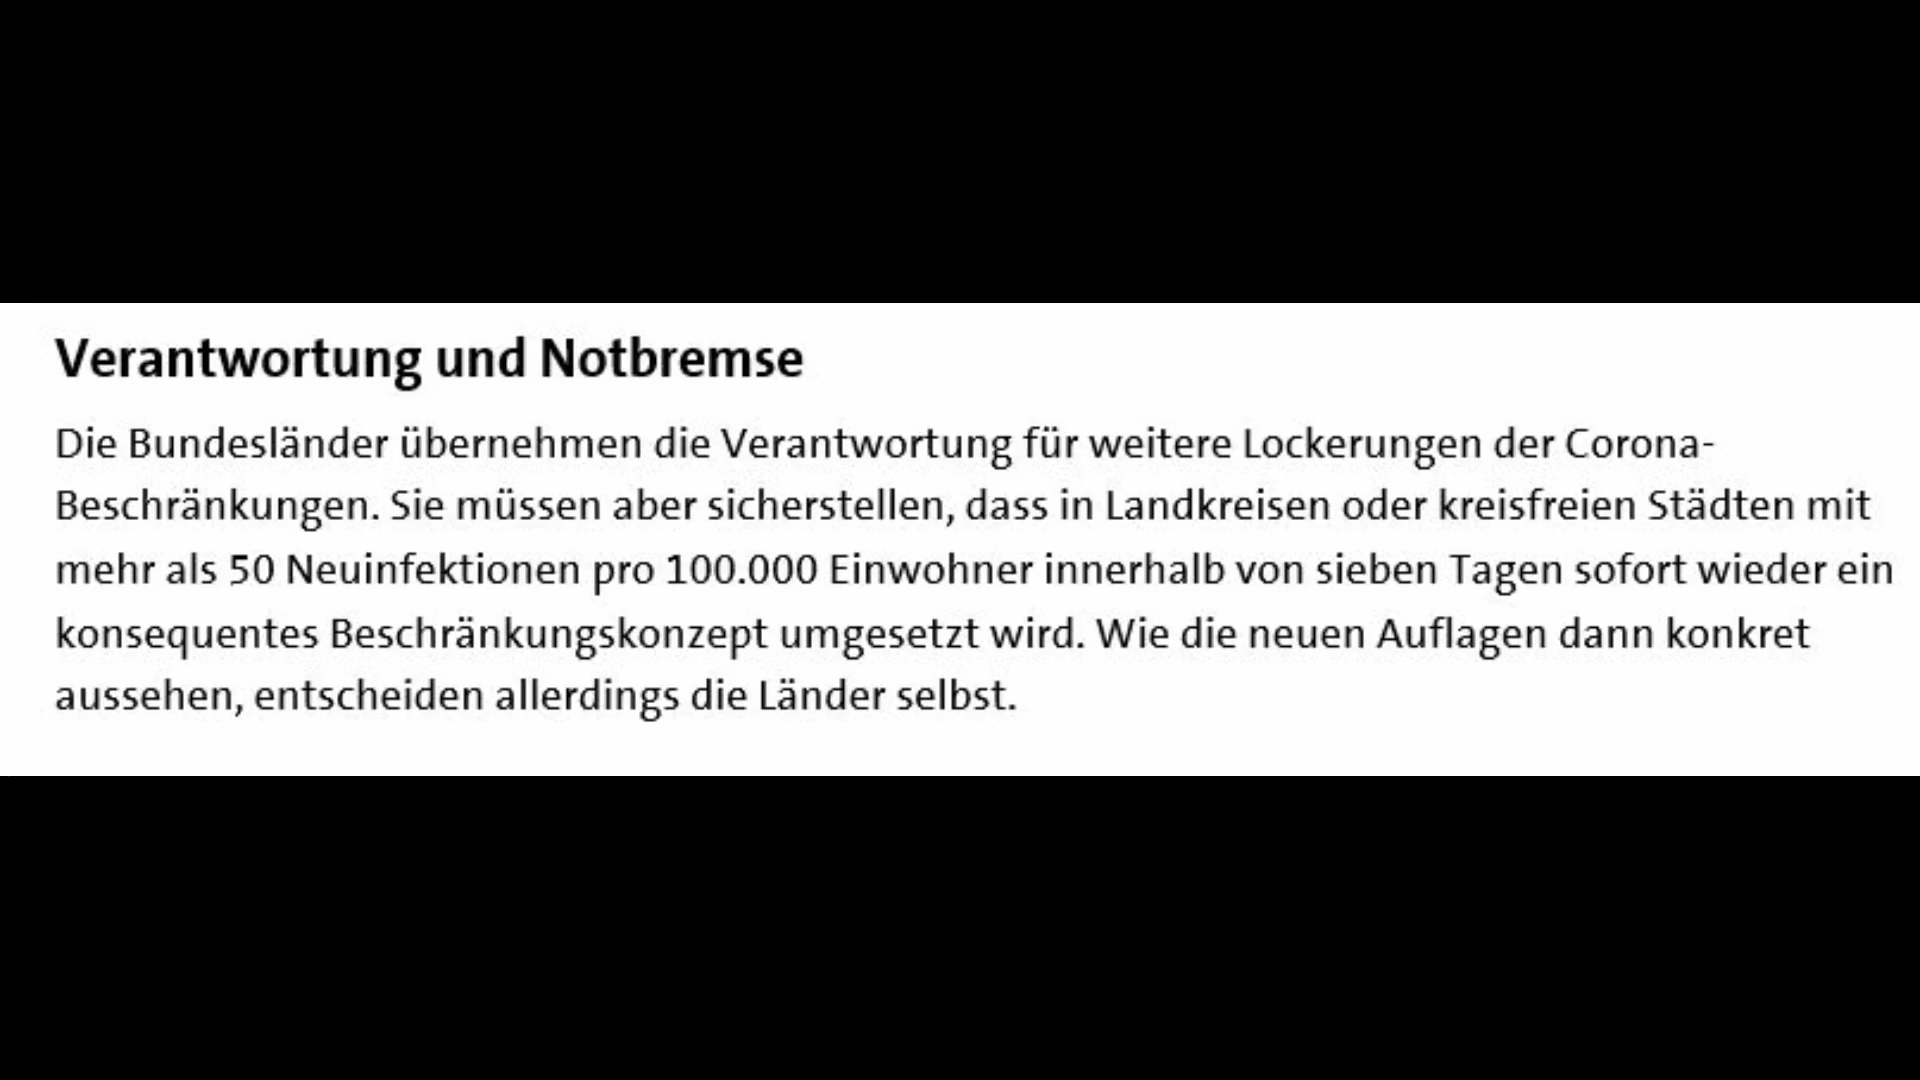 Verantwortung und Notbremse
Die Bundesländer übernehmen die Verantwortung für weitere Lockerungen der Corona-
Beschränkungen. Sie müssen aber sicherstellen, dass in Landkreisen oder kreisfreien Städten mit
mehr als 50 Neuinfektionen pro 100.000 Einwohner innerhalb von sieben Tagen sofort wieder ein
konsequentes Beschränkungskonzept umgesetzt wird. Wie die neuen Auflagen dann konkret
aussehen, entscheiden allerdings die Länder selbst.